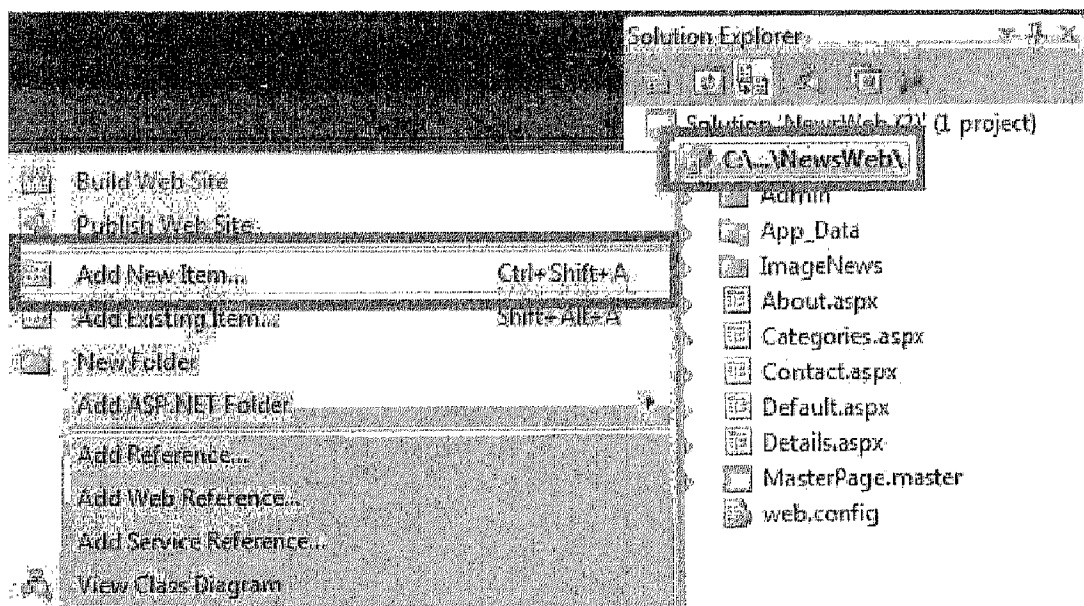 Solution Explorer
Solution 'NewsWeb (2)' (1 project)
C:\...\NewsWeb\
Admin
App_Data
ImageNews
About.aspx
Categories.aspx
Contact.aspx
Default.aspx
Details.aspx
MasterPage.master
web.config
Build Web Site
Publish Web Site
Add New Item... Ctrl+Shift+A
Add Existing Item... Shift+Alt+A
New Folder
Add ASP.NET Folder
Add Reference...
Add Web Reference...
Add Service Reference...
View Class Diagram